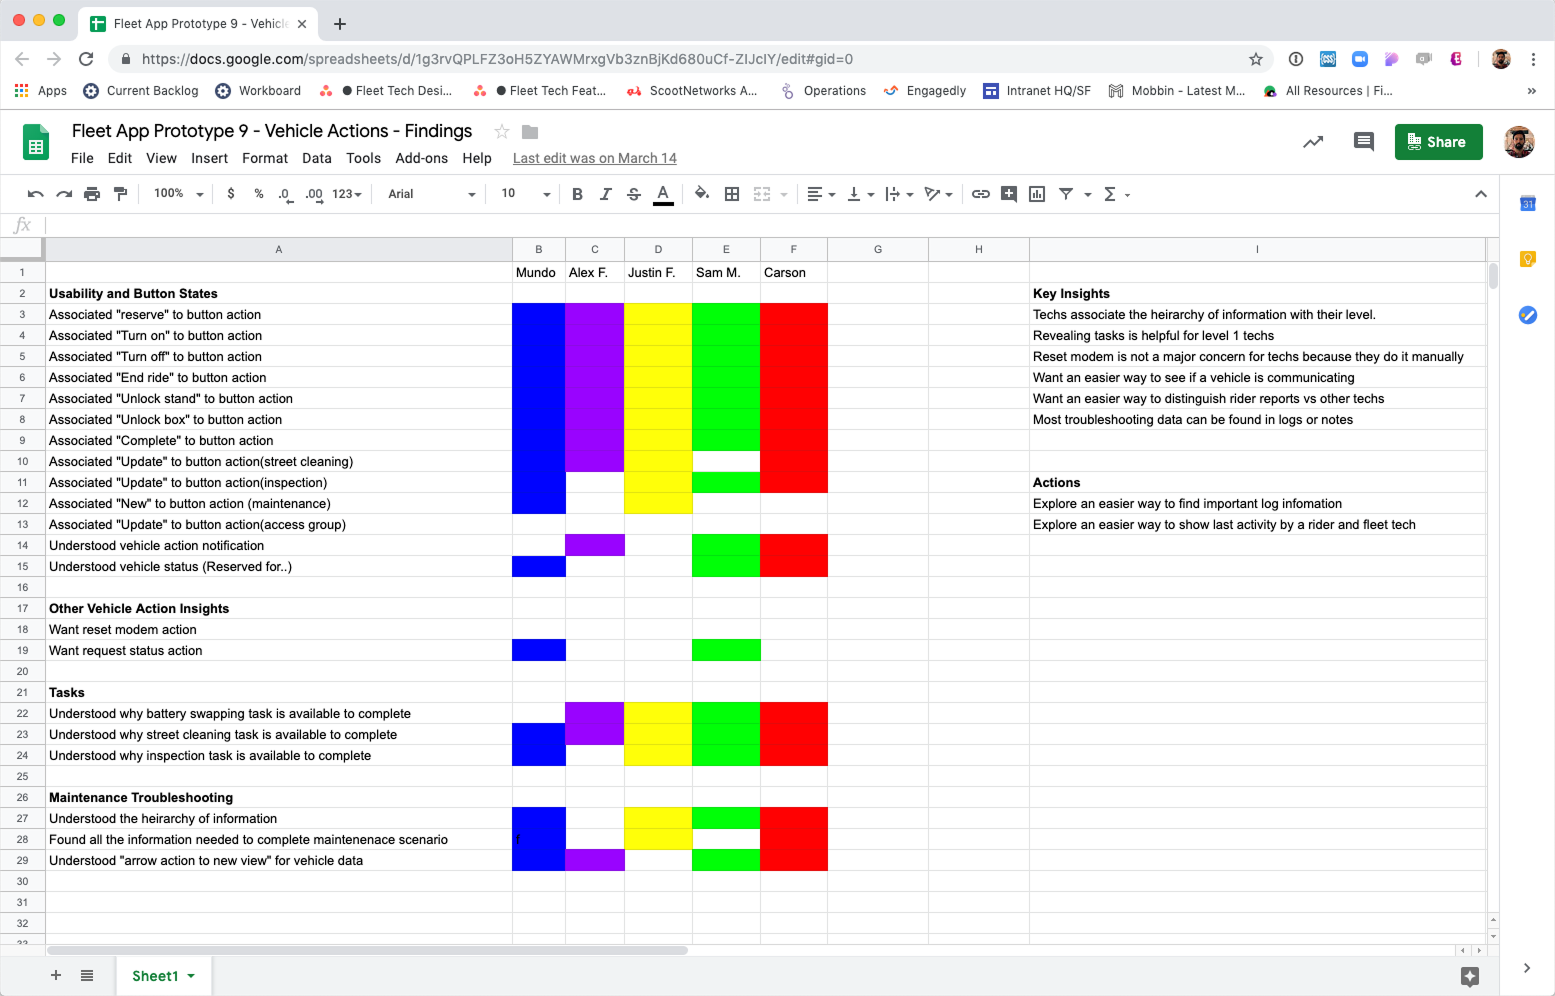 Fleet App Prototype 9 - Vehicle
https://docs.google.com/spreadsheets/d/1g3rvQPLFZ3oH5ZYAWMrxgVb3znBjKd680uCf-ZIJcIY/edit#gid=0
Apps Current Backlog Workboard Fleet Tech Desi... Fleet Tech Feat... ScootNetworks A... Operations Engagedly Intranet HQ/SF Mobbin - Latest M... All Resources | Fi... »
Fleet App Prototype 9 - Vehicle Actions - Findings
Share
File Edit View Insert Format Data Tools Add-ons Help Last edit was on March 14
100% $ % .0 .00 123 Arial 10 B I S A Σ
31
fx
A B C D E F G H I
1 Mundo Alex F. Justin F. Sam M. Carson
2 Usability and Button States Key Insights
3 Associated "reserve" to button action Techs associate the heirarchy of information with their level.
4 Associated "Turn on" to button action Revealing tasks is helpful for level 1 techs
5 Associated "Turn off" to button action Reset modem is not a major concern for techs because they do it manually
6 Associated "End ride" to button action Want an easier way to see if a vehicle is communicating
7 Associated "Unlock stand" to button action Want an easier way to distinguish rider reports vs other techs
8 Associated "Unlock box" to button action Most troubleshooting data can be found in logs or notes
9 Associated "Complete" to button action
10 Associated "Update" to button action(street cleaning)
11 Associated "Update" to button action(inspection) Actions
12 Associated "New" to button action (maintenance) Explore an easier way to find important log infomation
13 Associated "Update" to button action(access group) Explore an easier way to show last activity by a rider and fleet tech
14 Understood vehicle action notification
15 Understood vehicle status (Reserved for..)
16
17 Other Vehicle Action Insights
18 Want reset modem action
19 Want request status action
20
21 Tasks
22 Understood why battery swapping task is available to complete
23 Understood why street cleaning task is available to complete
24 Understood why inspection task is available to complete
25
26 Maintenance Troubleshooting
27 Understood the heirarchy of information
28 Found all the information needed to complete maintenenace scenario
29 Understood "arrow action to new view" for vehicle data
30
31
32
33
Sheet1